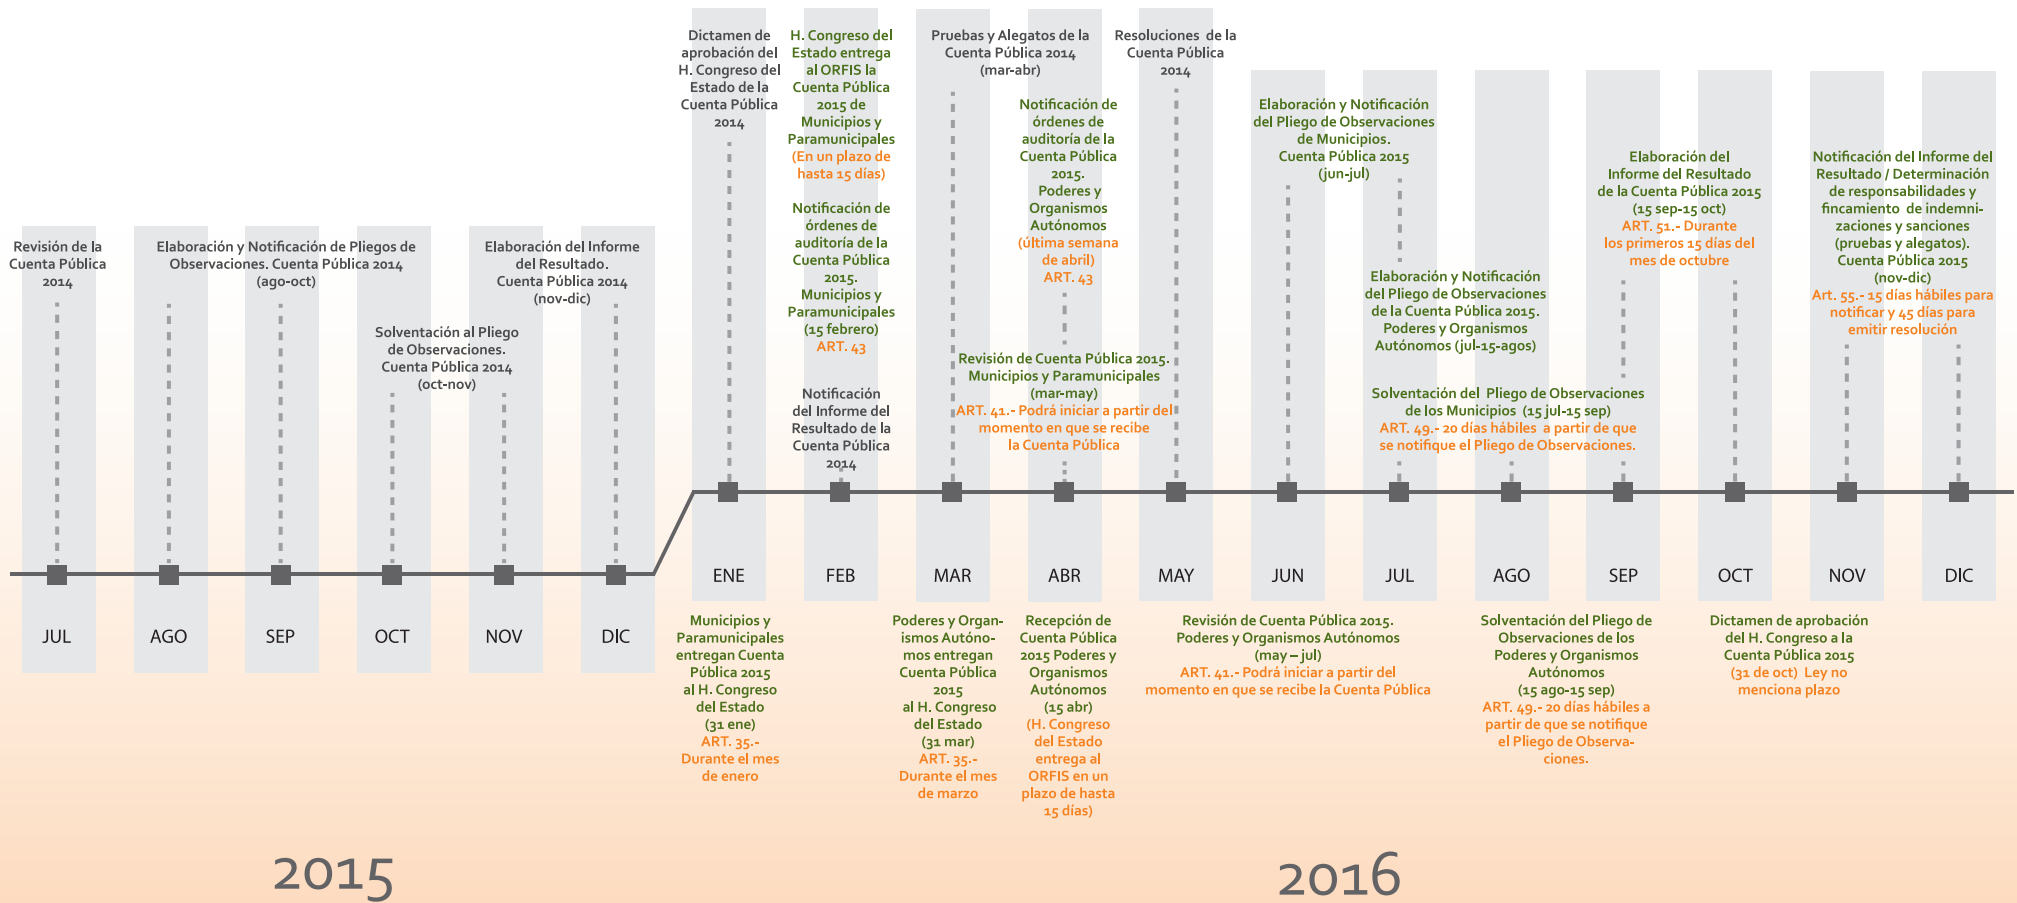 Revisión de la
Cuenta Pública
2014
Elaboración y Notificación de Pliegos de
Observaciones. Cuenta Pública 2014
(ago-oct)
Solventación al Pliego
de Observaciones.
Cuenta Pública 2014
(oct-nov)
Elaboración del Informe
del Resultado.
Cuenta Pública 2014
(nov-dic)
JUL
AGO
SEP
OCT
NOV
DIC
2015
Dictamen de
aprobación del
H. Congreso del
Estado de la
Cuenta Pública
2014
H. Congreso del
Estado entrega
al ORFIS la
Cuenta Pública
2015 de
Municipios y
Paramunicipales
(En un plazo de
hasta 15 días)
Notificación de
órdenes de
auditoría de la
Cuenta Pública
2015.
Municipios y
Paramunicipales
(15 febrero)
ART. 43
Notificación
del Informe del
Resultado de la
Cuenta Pública
2014
Pruebas y Alegatos de la
Cuenta Pública 2014
(mar-abr)
Notificación de
órdenes de
auditoría de la
Cuenta Pública
2015.
Poderes y
Organismos
Autónomos
(última semana
de abril)
ART. 43
Revisión de Cuenta Pública 2015.
Municipios y Paramunicipales
(mar-may)
ART. 41.- Podrá iniciar a partir del
momento en que se recibe
la Cuenta Pública
Resoluciones de la
Cuenta Pública
2014
Elaboración y Notificación
del Pliego de Observaciones
de Municipios.
Cuenta Pública 2015
(jun-jul)
Elaboración y Notificación
del Pliego de Observaciones
de la Cuenta Pública 2015.
Poderes y Organismos
Autónomos (jul-15-agos)
Solventación del Pliego de Observaciones
de los Municipios (15 jul-15 sep)
ART. 49.- 20 días hábiles a partir de que
se notifique el Pliego de Observaciones.
Elaboración del
Informe del Resultado
de la Cuenta Pública 2015
(15 sep-15 oct)
ART. 51.- Durante
los primeros 15 días del
mes de octubre
Notificación del Informe del
Resultado / Determinación
de responsabilidades y
fincamiento de indemni-
zaciones y sanciones
(pruebas y alegatos).
Cuenta Pública 2015
(nov-dic)
Art. 55.- 15 días hábiles para
notificar y 45 días para
emitir resolución
ENE
FEB
MAR
ABR
MAY
JUN
JUL
AGO
SEP
OCT
NOV
DIC
Municipios y
Paramunicipales
entregan Cuenta
Pública 2015
al H. Congreso
del Estado
(31 ene)
ART. 35.-
Durante el mes
de enero
Poderes y Organ-
ismos Autóno-
mos entregan
Cuenta Pública
2015
al H. Congreso
del Estado
(31 mar)
ART. 35.-
Durante el mes
de marzo
Recepción de
Cuenta Pública
2015 Poderes y
Organismos
Autónomos
(15 abr)
(H. Congreso
del Estado
entrega al
ORFIS en un
plazo de hasta
15 días)
Revisión de Cuenta Pública 2015.
Poderes y Organismos Autónomos
(may – jul)
ART. 41.- Podrá iniciar a partir del
momento en que se recibe la Cuenta Pública
Solventación del Pliego de
Observaciones de los
Poderes y Organismos
Autónomos
(15 ago-15 sep)
ART. 49.- 20 días hábiles a
partir de que se notifique
el Pliego de Observa-
ciones.
Dictamen de aprobación
del H. Congreso a la
Cuenta Pública 2015
(31 de oct) Ley no
menciona plazo
2016